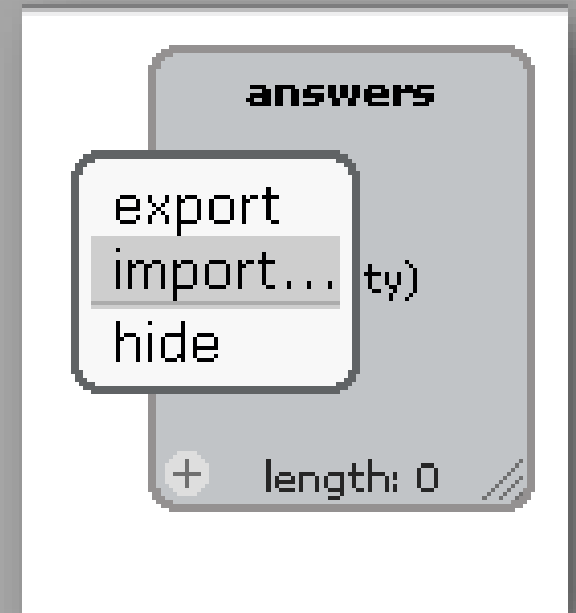 answers
export
import...
ty)
hide
length: 0